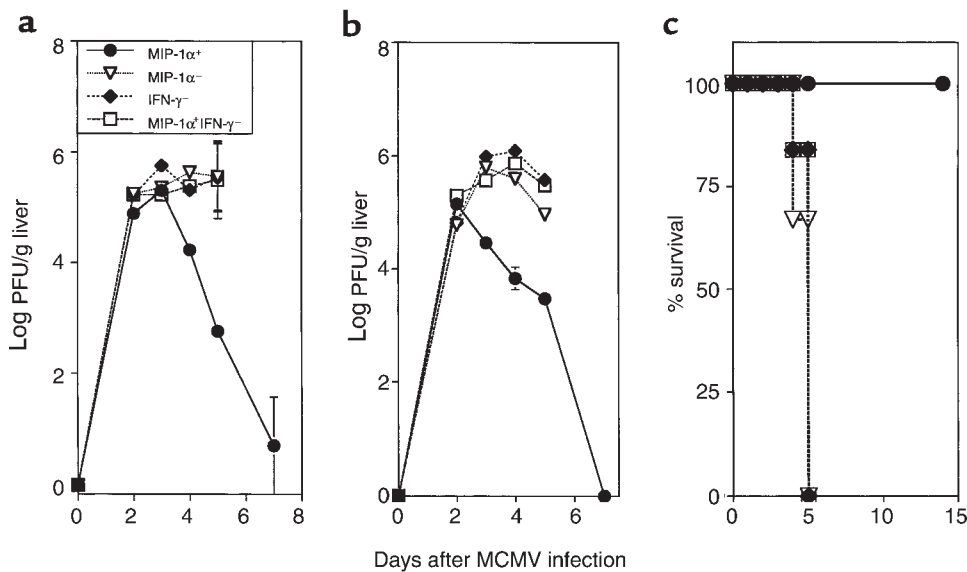 a
8
6
4
2
0
0
2
4
6
8
Log PFU/g liver
MIP-1α⁺
MIP-1α⁻
IFN-γ⁻
MIP-1α⁺IFN-γ⁻
b
8
6
4
2
0
0
2
4
6
Log PFU/g liver
Days after MCMV infection
c
100
75
50
25
0
0
5
10
15
% survival